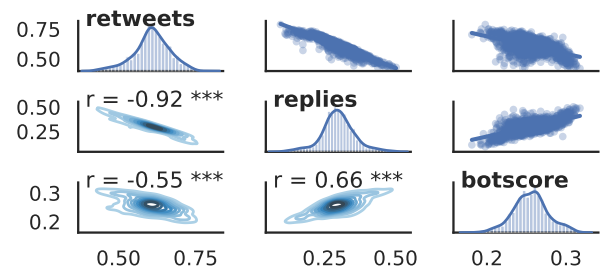 retweets
0.75
0.50
r = -0.92 ***
replies
0.50
0.25
r = -0.55 ***
r = 0.66 ***
botscore
0.3
0.2
0.50 0.75
0.25 0.50
0.2 0.3